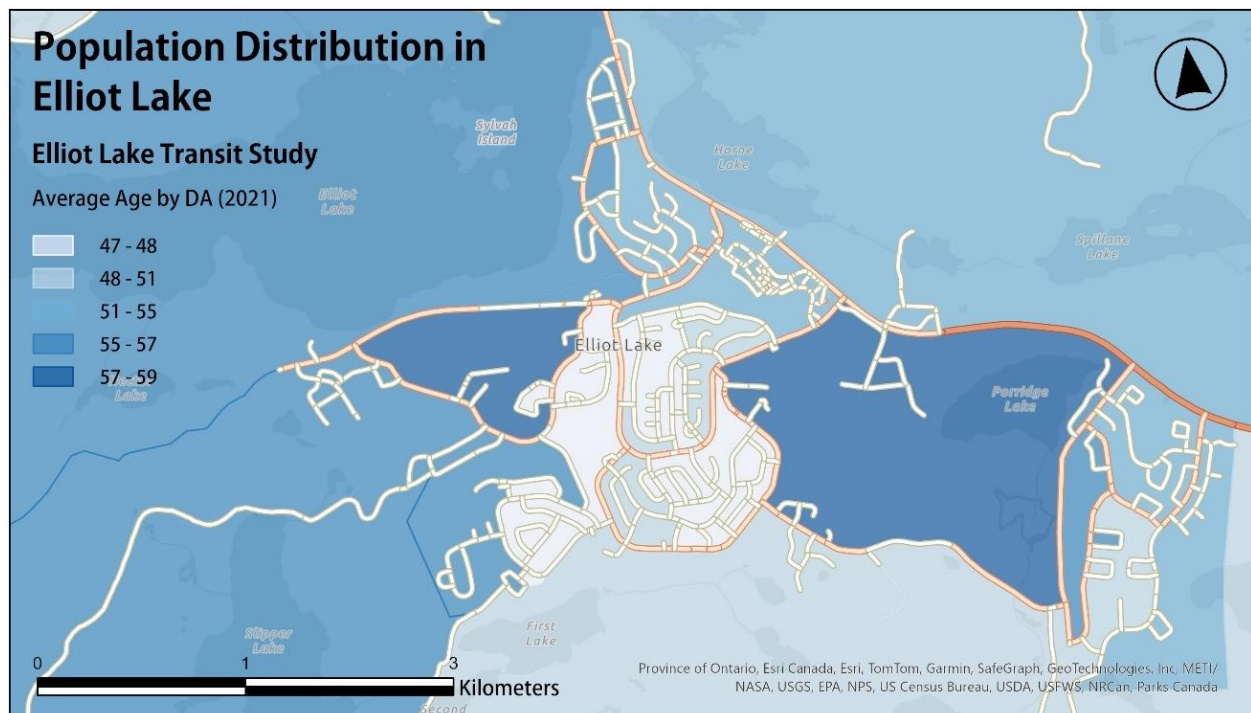 Population Distribution in
Elliot Lake
Elliot Lake Transit Study
Average Age by DA (2021)
47 - 48
48 - 51
51 - 55
55 - 57
57 - 59
Sylvah
Island
Horne
Lake
Elliot
Lake
Spillane
Lake
Elliot Lake
Lake
Porridge
Lake
First
Lake
Slipper
Lake
Second
0 1 3
Kilometers
Province of Ontario, Esri Canada, Esri, TomTom, Garmin, SafeGraph, GeoTechnologies, Inc, METI/
NASA, USGS, EPA, NPS, US Census Bureau, USDA, USFWS, NRCan, Parks Canada